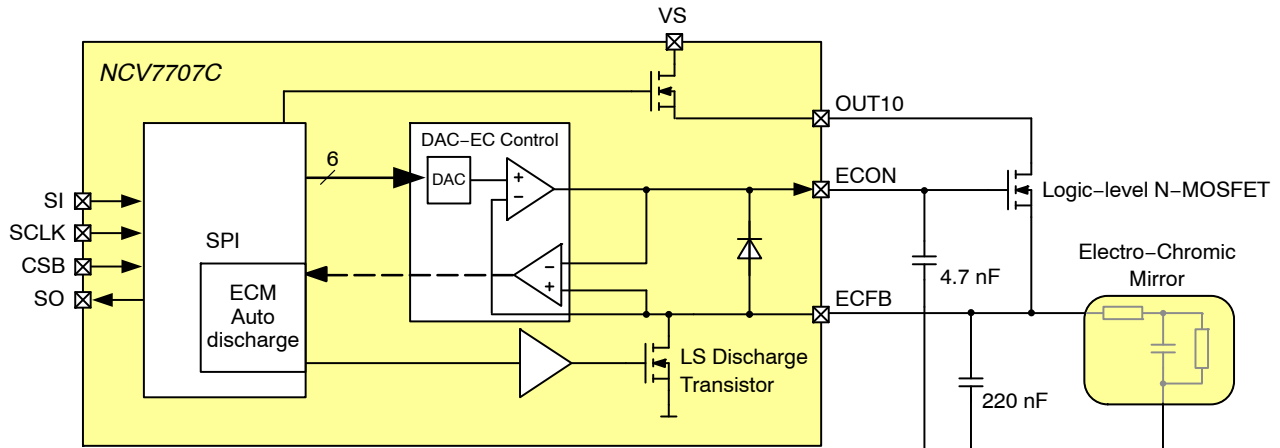 VS
NCV7707C
OUT10
DAC−EC Control
6
DAC
+
−
ECON
Logic−level N−MOSFET
SI
SCLK
SPI
CSB
SO
−
+
Electro−Chromic
Mirror
4.7 nF
ECM
Auto
discharge
ECFB
LS Discharge
Transistor
220 nF